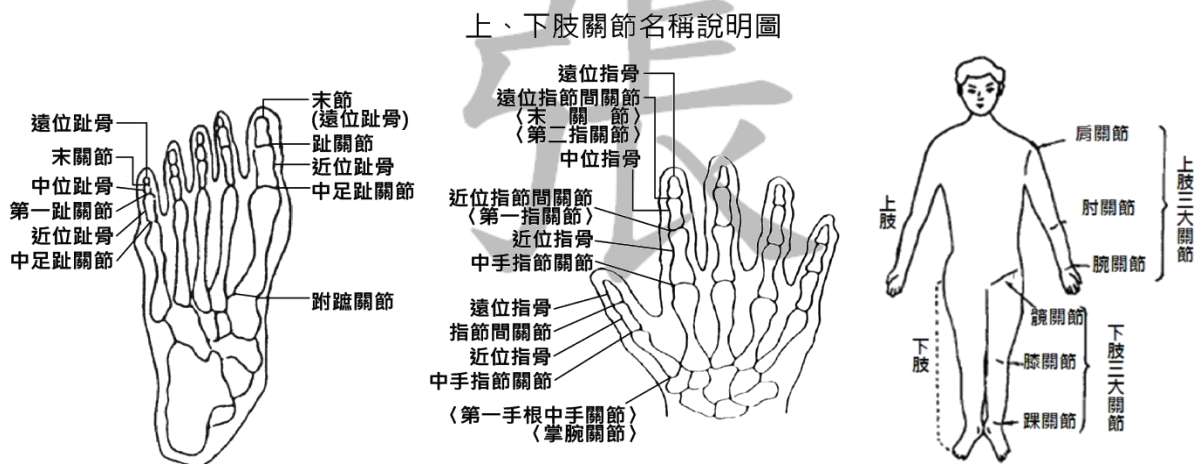 上、下肢關節名稱說明圖
遠位趾骨
末關節
中位趾骨
第一趾關節
近位趾骨
中足趾關節
末節
(遠位趾骨)
趾關節
近位趾骨
中足趾關節
跗蹠關節
遠位指骨
遠位指節間關節
〈末關節〉
〈第二指關節〉
中位指骨
近位指節間關節
〈第一指關節〉
近位指骨
中手指節關節
遠位指骨
指節間關節
近位指骨
中手指節關節
〈第一手根中手關節〉
〈掌腕關節〉
肩關節
肘關節
腕關節
上肢三大關節
上肢
髖關節
膝關節
踝關節
下肢三大關節
下肢
張